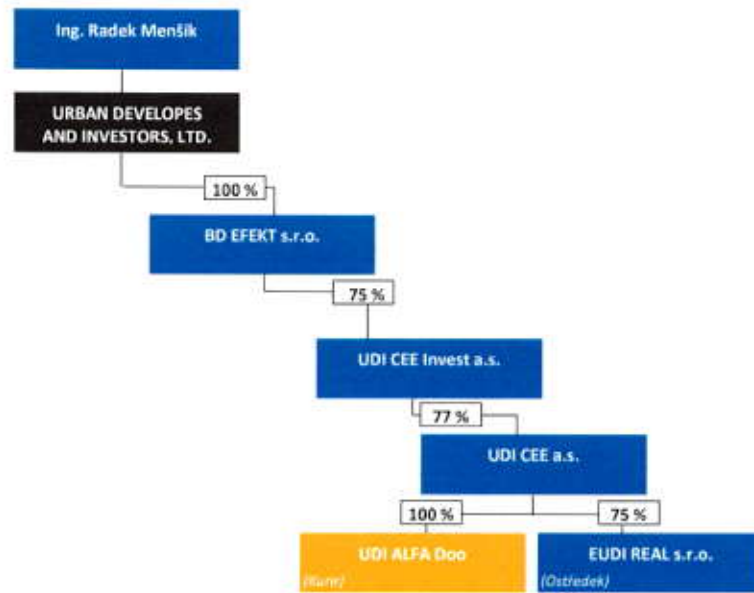 Ing. Radek Menšík
URBAN DEVELOPES
AND INVESTORS, LTD.
100 %
BD EFEKT s.r.o.
75 %
UDI CEE Invest a.s.
77 %
UDI CEE a.s.
100 %
75 %
UDI ALFA Doo
EUDI REAL s.r.o.
(Ostředek)